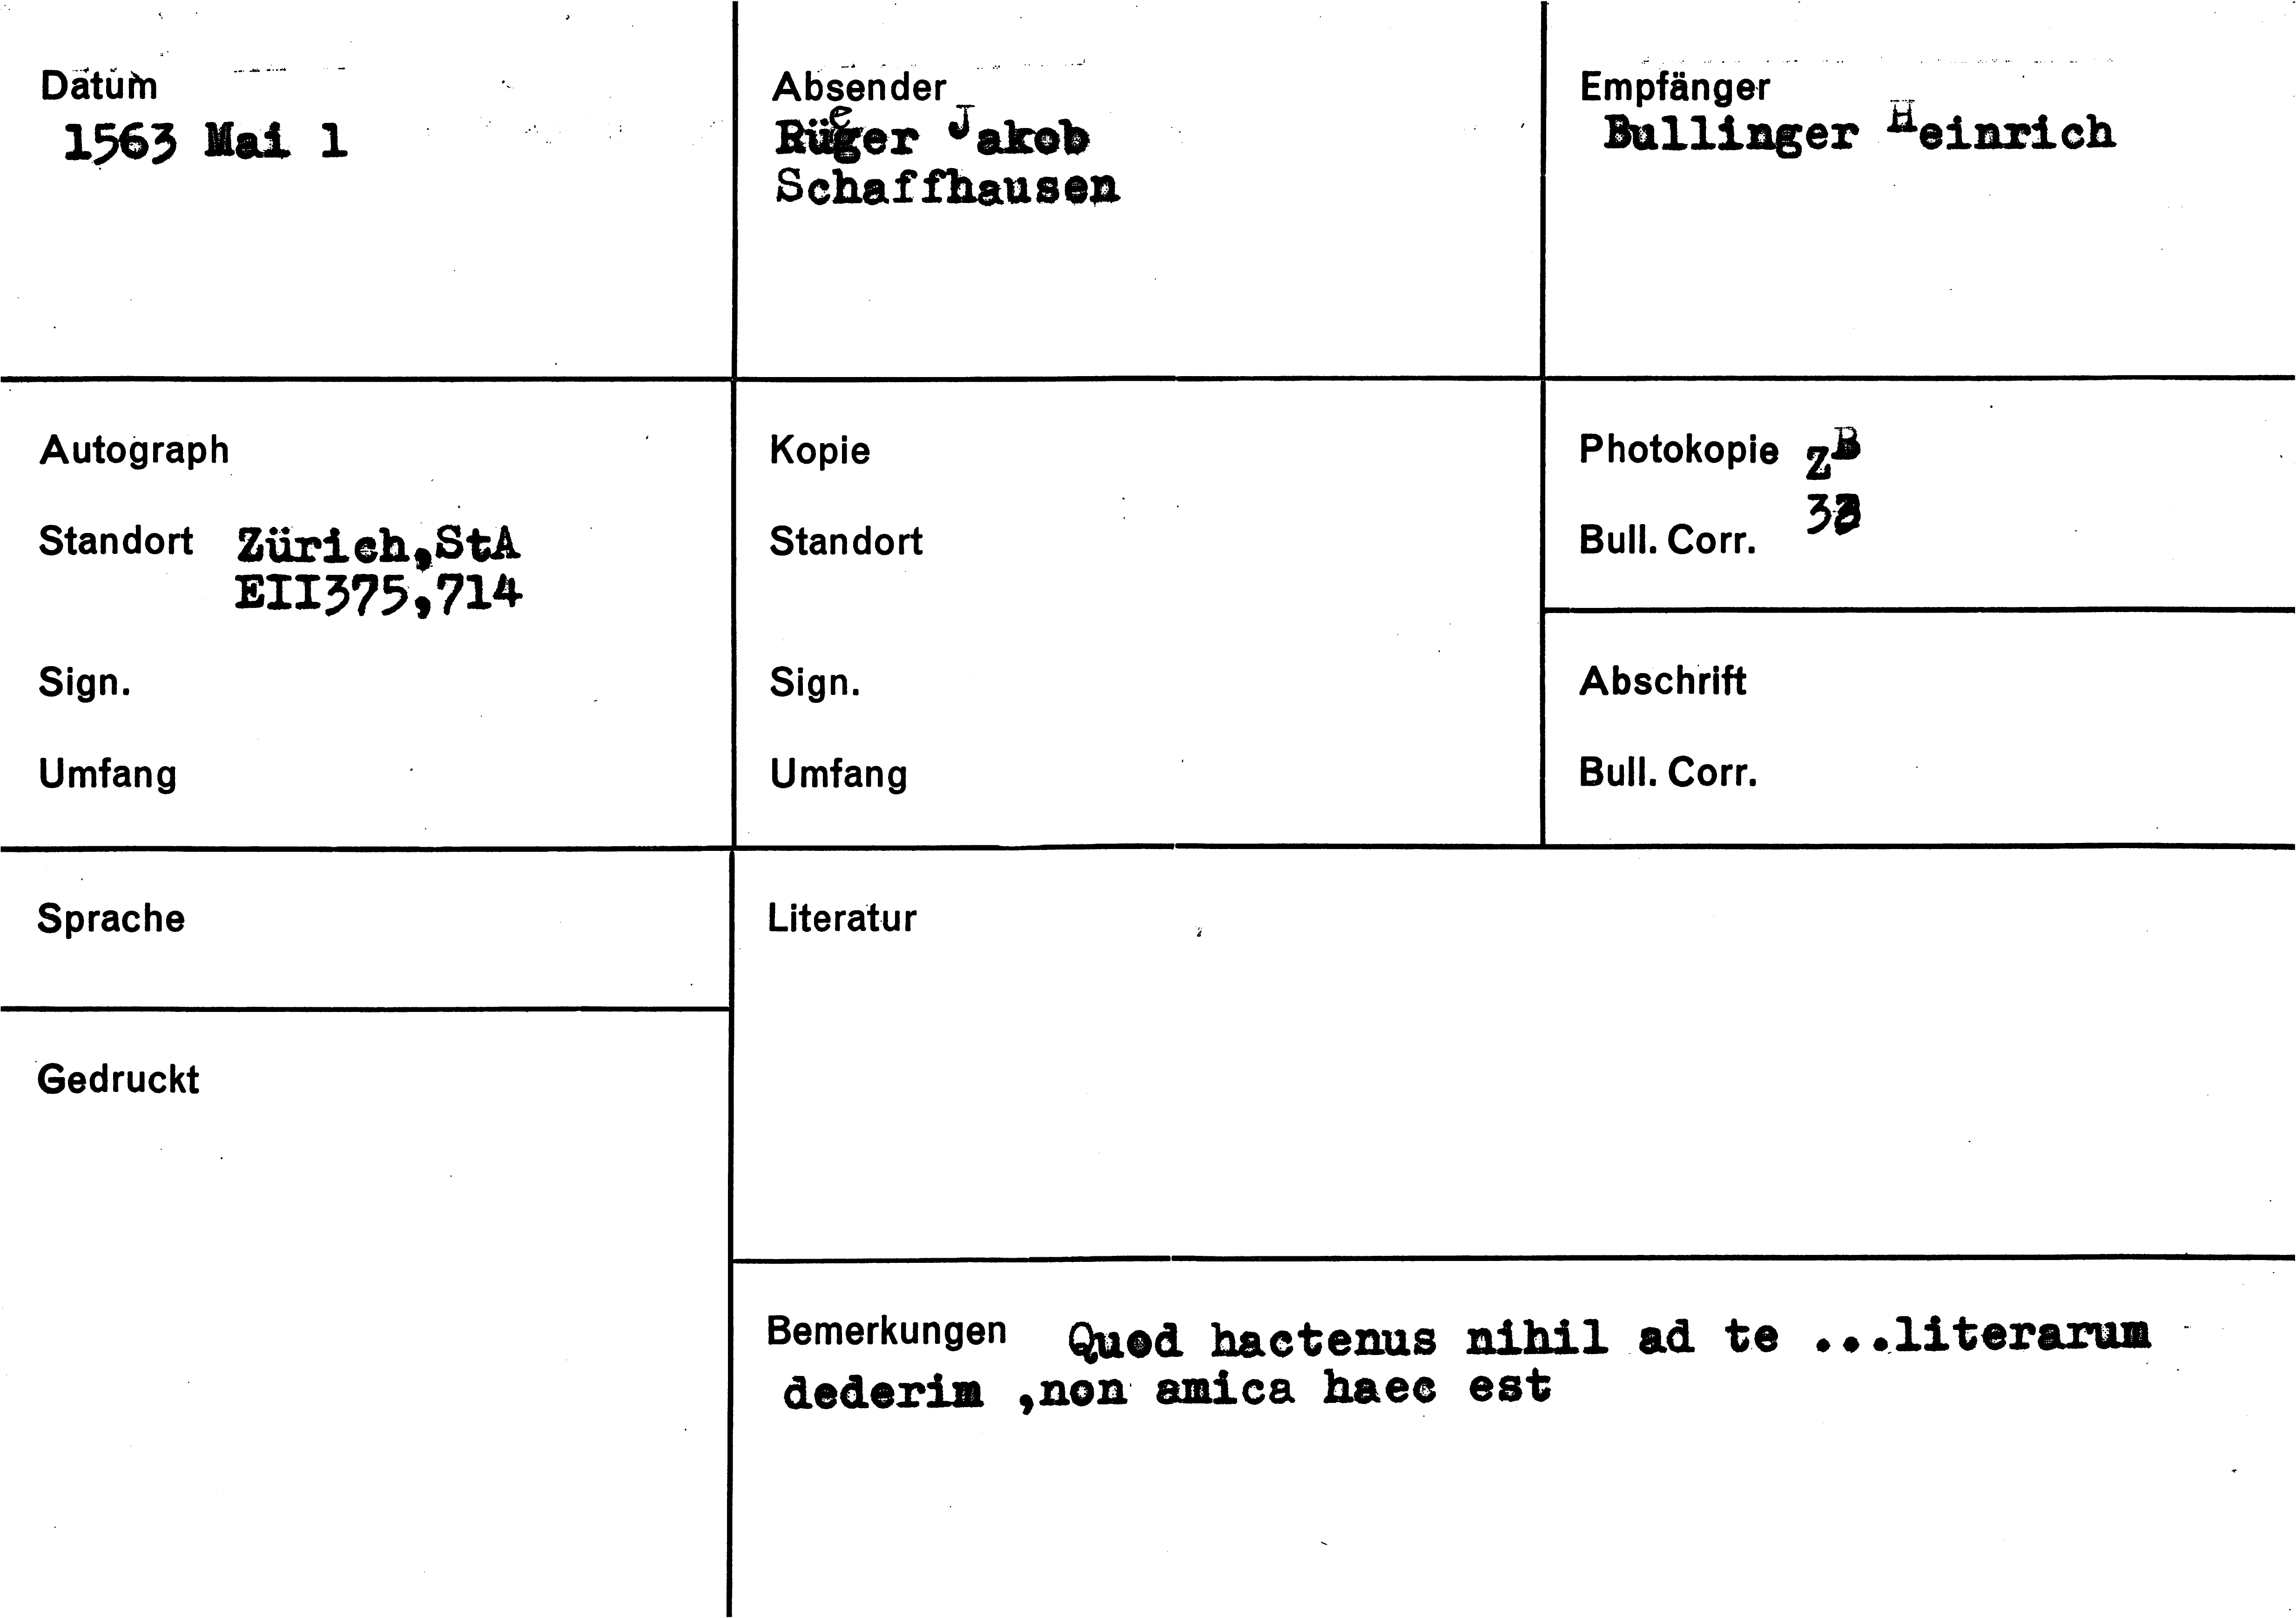 Datum
1563 Mai 1
Absender
Rüeger Jakob
Schaffhausen
Empfänger
Bullinger Heinrich
Autograph
Standort Zürich,StA
EII375,714
Sign.
Umfang
Kopie
Standort
Sign.
Umfang
Photokopie ZB
Bull. Corr.
Abschrift
Bull. Corr.
Sprache
Gedruckt
Literatur
Bemerkungen Quod hactenus nihil ad te ...literarum
dederim ,non amica haec est